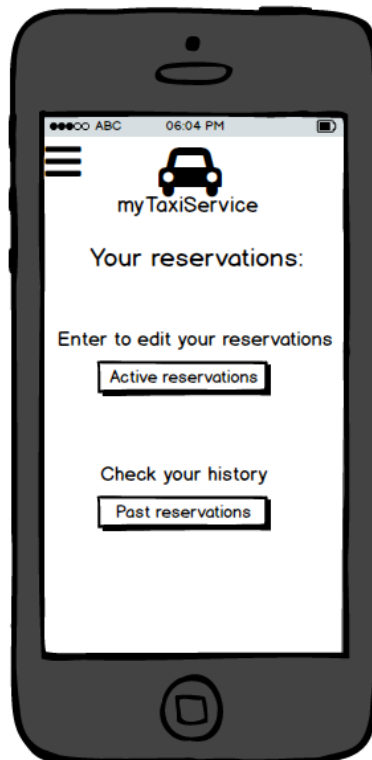 ABC 06:04 PM
myTaxiService
Your reservations:
Enter to edit your reservations
Active reservations
Check your history
Past reservations